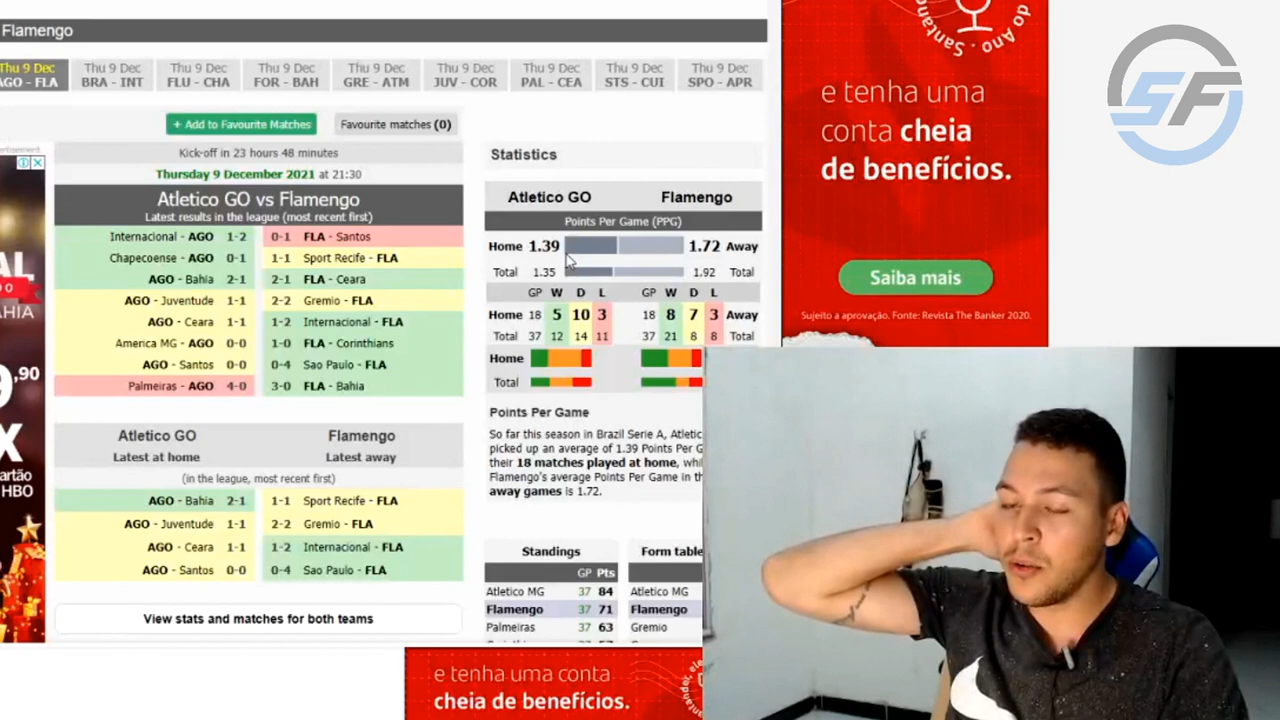 Flamengo
Thu 9 Dec Thu 9 Dec Thu 9 Dec Thu 9 Dec Thu 9 Dec Thu 9 Dec Thu 9 Dec Thu 9 Dec Thu 9 Dec
AGO - FLA BRA - INT FLU - CHA FOR - BAH GRE - ATM JUV - COR PAL - CEA STS - CUI SPO - APR
+ Add to Favourite Matches Favourite matches (0)
Kick-off in 23 hours 48 minutes
Thursday 9 December 2021 at 21:30
Atletico GO vs Flamengo
Latest results in the league (most recent first)
Internacional - AGO 1-2 0-1 FLA - Santos
Chapecoense - AGO 0-1 1-1 Sport Recife - FLA
AGO - Bahia 2-1 2-1 FLA - Ceara
AGO - Juventude 1-1 2-2 Gremio - FLA
AGO - Ceara 1-1 1-2 Internacional - FLA
America MG - AGO 0-0 1-0 FLA - Corinthians
AGO - Santos 0-0 0-4 Sao Paulo - FLA
Palmeiras - AGO 4-0 3-0 FLA - Bahia
Atletico GO Flamengo
Latest at home Latest away
(in the league, most recent first)
AGO - Bahia 2-1 1-1 Sport Recife - FLA
AGO - Juventude 1-1 2-2 Gremio - FLA
AGO - Ceara 1-1 1-2 Internacional - FLA
AGO - Santos 0-0 0-4 Sao Paulo - FLA
View stats and matches for both teams
Statistics
Atletico GO Flamengo
Points Per Game (PPG)
Home 1.39 1.72 Away
Total 1.35 1.92 Total
GP W D L GP W D L
Home 18 5 10 3 18 8 7 3 Away
Total 37 12 14 11 37 21 8 8 Total
Home
Total
Points Per Game
So far this season in Brazil Serie A, Atletic
picked up an average of 1.39 Points Per G
their 18 matches played at home, whi
Flamengo's average Points Per Game in th
away games is 1.72.
Standings Form table
GP Pts
Atletico MG 37 84 Atletico MG
Flamengo 37 71 Flamengo
Palmeiras 37 63 Gremio
do Ano. Santander
e tenha uma
conta cheia
de benefícios.
Saiba mais
Sujeito a aprovação. Fonte: Revista The Banker 2020.
SF
AL
AHIA
9,90
X
artão
HBO
e tenha uma conta
cheia de benefícios.